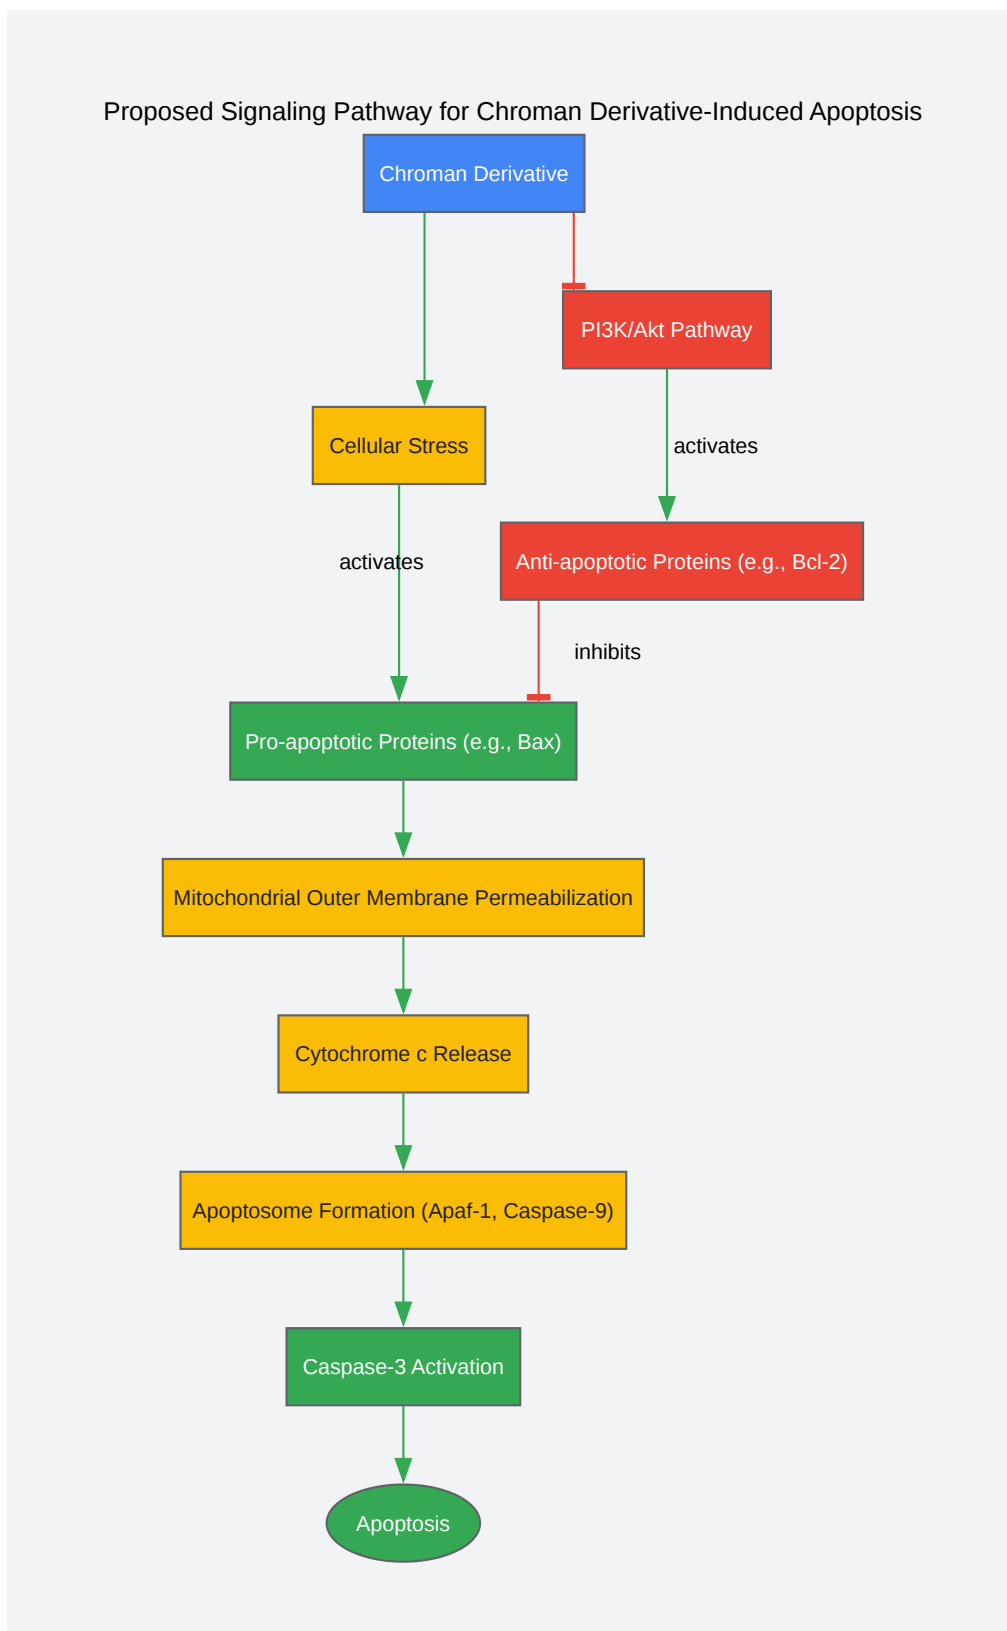 Proposed Signaling Pathway for Chroman Derivative-Induced Apoptosis
Chroman Derivative
PI3K/Akt Pathway
Cellular Stress
activates
Anti-apoptotic Proteins (e.g., Bcl-2)
activates
inhibits
Pro-apoptotic Proteins (e.g., Bax)
Mitochondrial Outer Membrane Permeabilization
Cytochrome c Release
Apoptosome Formation (Apaf-1, Caspase-9)
Caspase-3 Activation
Apoptosis